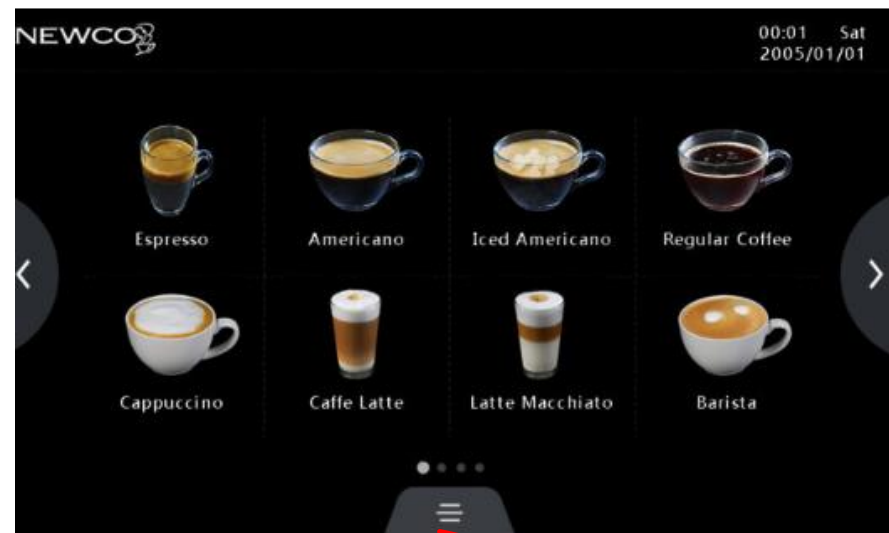 NEWCO
00:01 Sat
2005/01/01
Espresso
Americano
Iced Americano
Regular Coffee
Cappuccino
Caffe Latte
Latte Macchiato
Barista